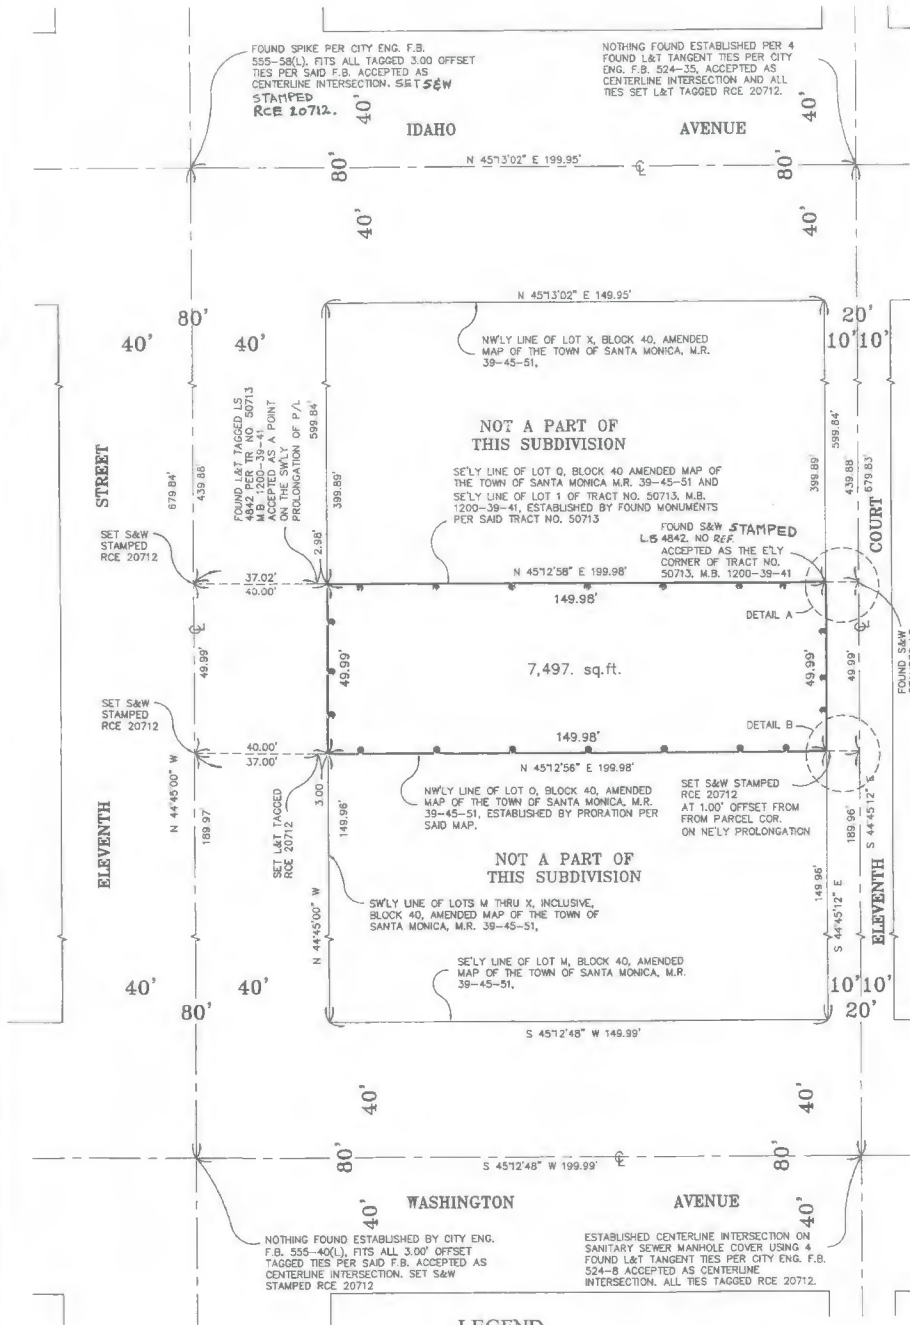 FOUND SPIKE PER CITY ENG. F.B.
555-58(L), FITS ALL TAGGED 3.00 OFFSET
TIES PER SAID F.B. ACCEPTED AS
CENTERLINE INTERSECTION. SET S&W
STAMPED
RCE 20712.
NOTHING FOUND ESTABLISHED PER 4
FOUND L&T TANGENT TIES PER CITY
ENG. F.B. 524-35, ACCEPTED AS
CENTERLINE INTERSECTION AND ALL
TIES SET L&T TAGGED RCE 20712.
40'
40'
IDAHO AVENUE
80'
N 45°13'02" E 199.95'
80'
40'
40'
N 45°13'02" E 149.95'
80'
40' 40'
20'
10' 10'
NW'LY LINE OF LOT X, BLOCK 40, AMENDED
MAP OF THE TOWN OF SANTA MONICA, M.R.
39-45-51,
STREET
679.84'
439.88'
FOUND L&T TAGGED LS
4842 PER TR NO. 50713
M.B. 1200-39-41
ACCEPTED AS A POINT
ON THE SW'LY
PROLONGATION OF P/L
599.84'
399.89'
2.98'
NOT A PART OF
THIS SUBDIVISION
SE'LY LINE OF LOT Q, BLOCK 40 AMENDED MAP OF
THE TOWN OF SANTA MONICA M.R. 39-45-51 AND
SE'LY LINE OF LOT 1 OF TRACT NO. 50713, M.B.
1200-39-41, ESTABLISHED BY FOUND MONUMENTS
PER SAID TRACT NO. 50713
599.84'
399.89'
439.88'
679.83'
COURT
FOUND S&W STAMPED
L.S 4842. NO REF.
ACCEPTED AS THE E'LY
CORNER OF TRACT NO.
50713, M.B. 1200-39-41
SET S&W
STAMPED
RCE 20712
37.02'
40.00'
N 45°12'58" E 199.98'
149.98'
DETAIL A
49.99'
49.99'
7,497. sq.ft.
49.99'
49.99'
FOUND S&W
SET S&W
STAMPED
RCE 20712
149.98'
DETAIL B
40.00'
37.00'
N 45°12'56" E 199.98'
N 44°45'00" W
189.97'
SET L&T TAGGED
RCE 20712
3.00
149.96'
NW'LY LINE OF LOT O, BLOCK 40, AMENDED
MAP OF THE TOWN OF SANTA MONICA, M.R.
39-45-51, ESTABLISHED BY PRORATION PER
SAID MAP.
SET S&W STAMPED
RCE 20712
AT 1.00' OFFSET FROM
FROM PARCEL COR.
ON NE'LY PROLONGATION
189.96'
S 44°45'12" E
ELEVENTH
NOT A PART OF
THIS SUBDIVISION
N 44°45'00" W
SW'LY LINE OF LOTS M THRU X, INCLUSIVE,
BLOCK 40, AMENDED MAP OF THE TOWN OF
SANTA MONICA, M.R. 39-45-51,
149.96'
S 44°45'12" E
ELEVENTH
SE'LY LINE OF LOT M, BLOCK 40, AMENDED
MAP OF THE TOWN OF SANTA MONICA, M.R.
39-45-51,
40' 40'
80'
10' 10'
20'
S 45°12'48" W 149.99'
40'
40'
80'
S 45°12'48" W 199.99'
80'
WASHINGTON AVENUE
40'
40'
NOTHING FOUND ESTABLISHED BY CITY ENG.
F.B. 555-40(L), FITS ALL 3.00' OFFSET
TAGGED TIES PER SAID F.B. ACCEPTED AS
CENTERLINE INTERSECTION. SET S&W
STAMPED RCE 20712
ESTABLISHED CENTERLINE INTERSECTION ON
SANITARY SEWER MANHOLE COVER USING 4
FOUND L&T TANGENT TIES PER CITY ENG. F.B.
524-8 ACCEPTED AS CENTERLINE
INTERSECTION. ALL TIES TAGGED RCE 20712.
LEGEND